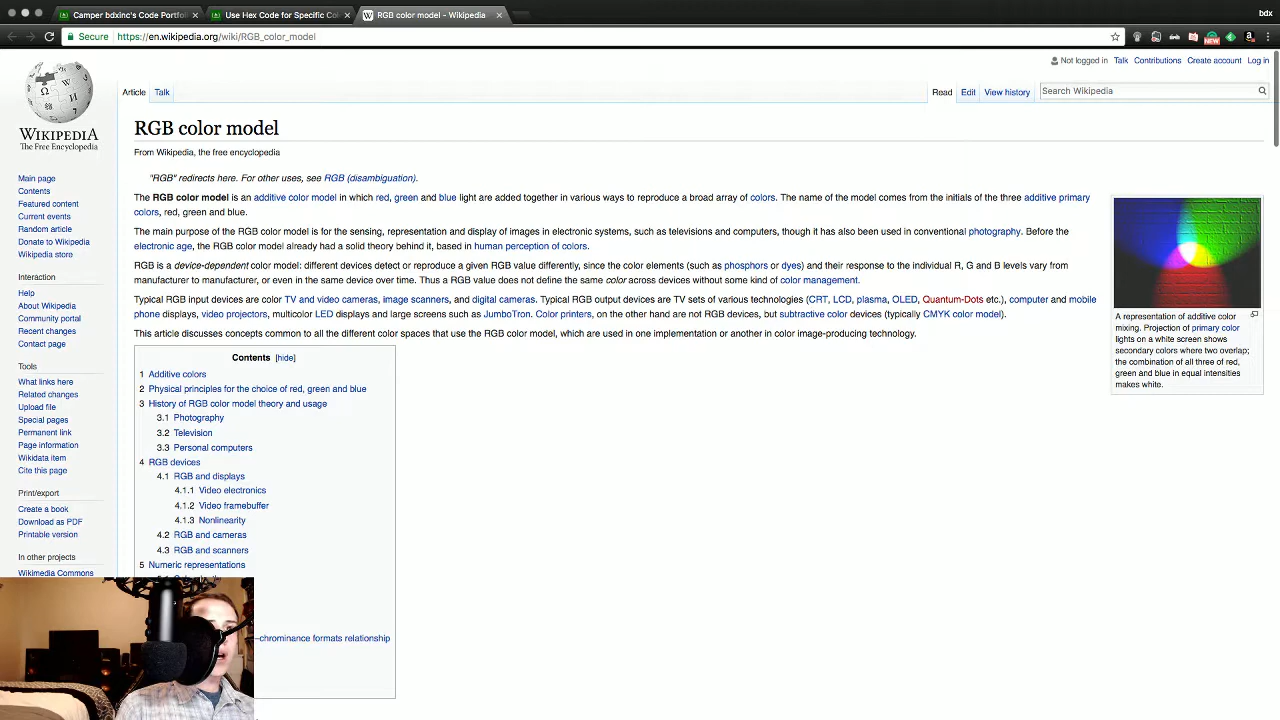 Camper bdxinc's Code Portfoli
Use Hex Code for Specific Co
RGB color model - Wikipedia
bdx
Secure
https://en.wikipedia.org/wiki/RGB_color_model
NEW
Not logged in Talk Contributions Create account Log in
Article Talk
Read Edit View history
Search Wikipedia
WIKIPEDIA
The Free Encyclopedia
Main page
Contents
Featured content
Current events
Random article
Donate to Wikipedia
Wikipedia store
Interaction
Help
About Wikipedia
Community portal
Recent changes
Contact page
Tools
What links here
Related changes
Upload file
Special pages
Permanent link
Page information
Wikidata item
Cite this page
Print/export
Create a book
Download as PDF
Printable version
In other projects
Wikimedia Commons
RGB color model
From Wikipedia, the free encyclopedia
"RGB" redirects here. For other uses, see RGB (disambiguation).
The RGB color model is an additive color model in which red, green and blue light are added together in various ways to reproduce a broad array of colors. The name of the model comes from the initials of the three additive primary
colors, red, green and blue.
The main purpose of the RGB color model is for the sensing, representation and display of images in electronic systems, such as televisions and computers, though it has also been used in conventional photography. Before the
electronic age, the RGB color model already had a solid theory behind it, based in human perception of colors.
RGB is a device-dependent color model: different devices detect or reproduce a given RGB value differently, since the color elements (such as phosphors or dyes) and their response to the individual R, G and B levels vary from
manufacturer to manufacturer, or even in the same device over time. Thus a RGB value does not define the same color across devices without some kind of color management.
Typical RGB input devices are color TV and video cameras, image scanners, and digital cameras. Typical RGB output devices are TV sets of various technologies (CRT, LCD, plasma, OLED, Quantum-Dots etc.), computer and mobile
phone displays, video projectors, multicolor LED displays and large screens such as JumboTron. Color printers, on the other hand are not RGB devices, but subtractive color devices (typically CMYK color model).
This article discusses concepts common to all the different color spaces that use the RGB color model, which are used in one implementation or another in color image-producing technology.
Contents [hide]
1 Additive colors
2 Physical principles for the choice of red, green and blue
3 History of RGB color model theory and usage
3.1 Photography
3.2 Television
3.3 Personal computers
4 RGB devices
4.1 RGB and displays
4.1.1 Video electronics
4.1.2 Video framebuffer
4.1.3 Nonlinearity
4.2 RGB and cameras
4.3 RGB and scanners
5 Numeric representations
–chrominance formats relationship
A representation of additive color
mixing. Projection of primary color
lights on a white screen shows
secondary colors where two overlap;
the combination of all three of red,
green and blue in equal intensities
makes white.